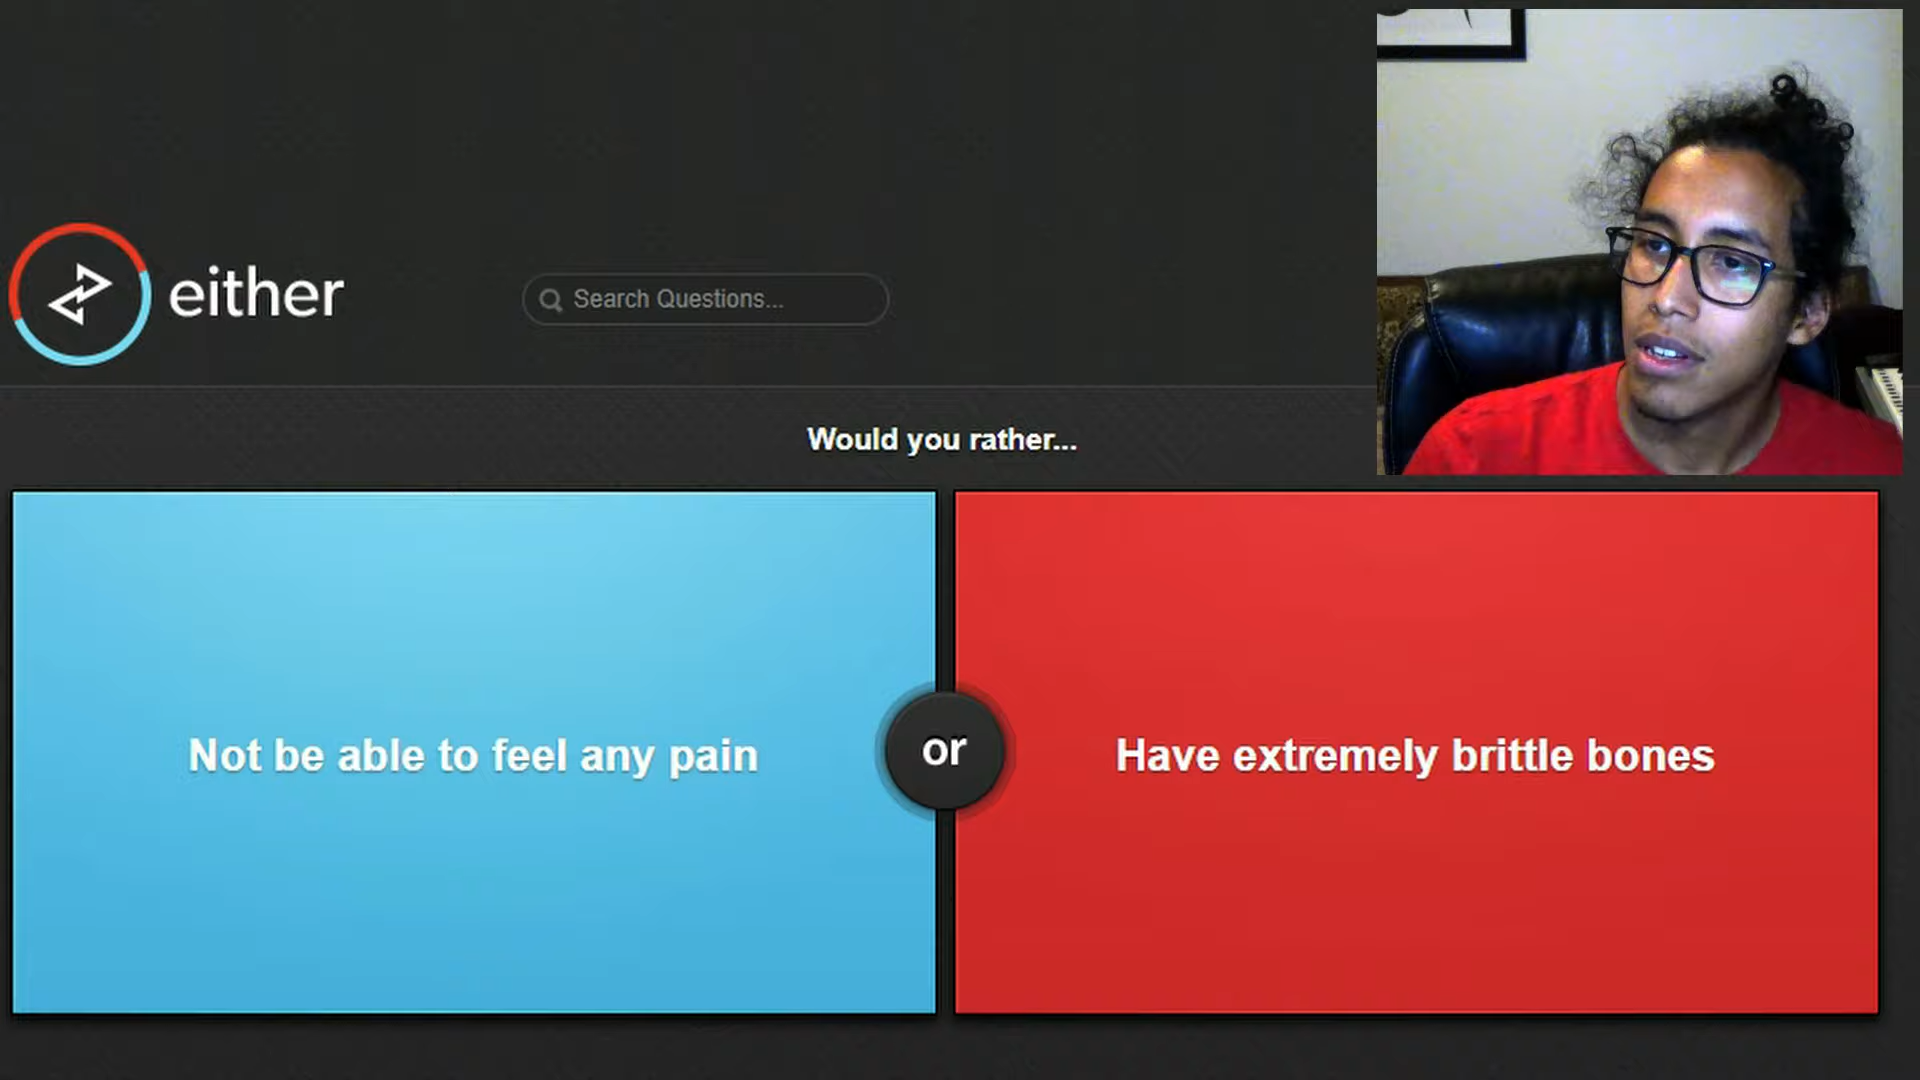 either
Search Questions...
Would you rather...
Not be able to feel any pain
or
Have extremely brittle bones